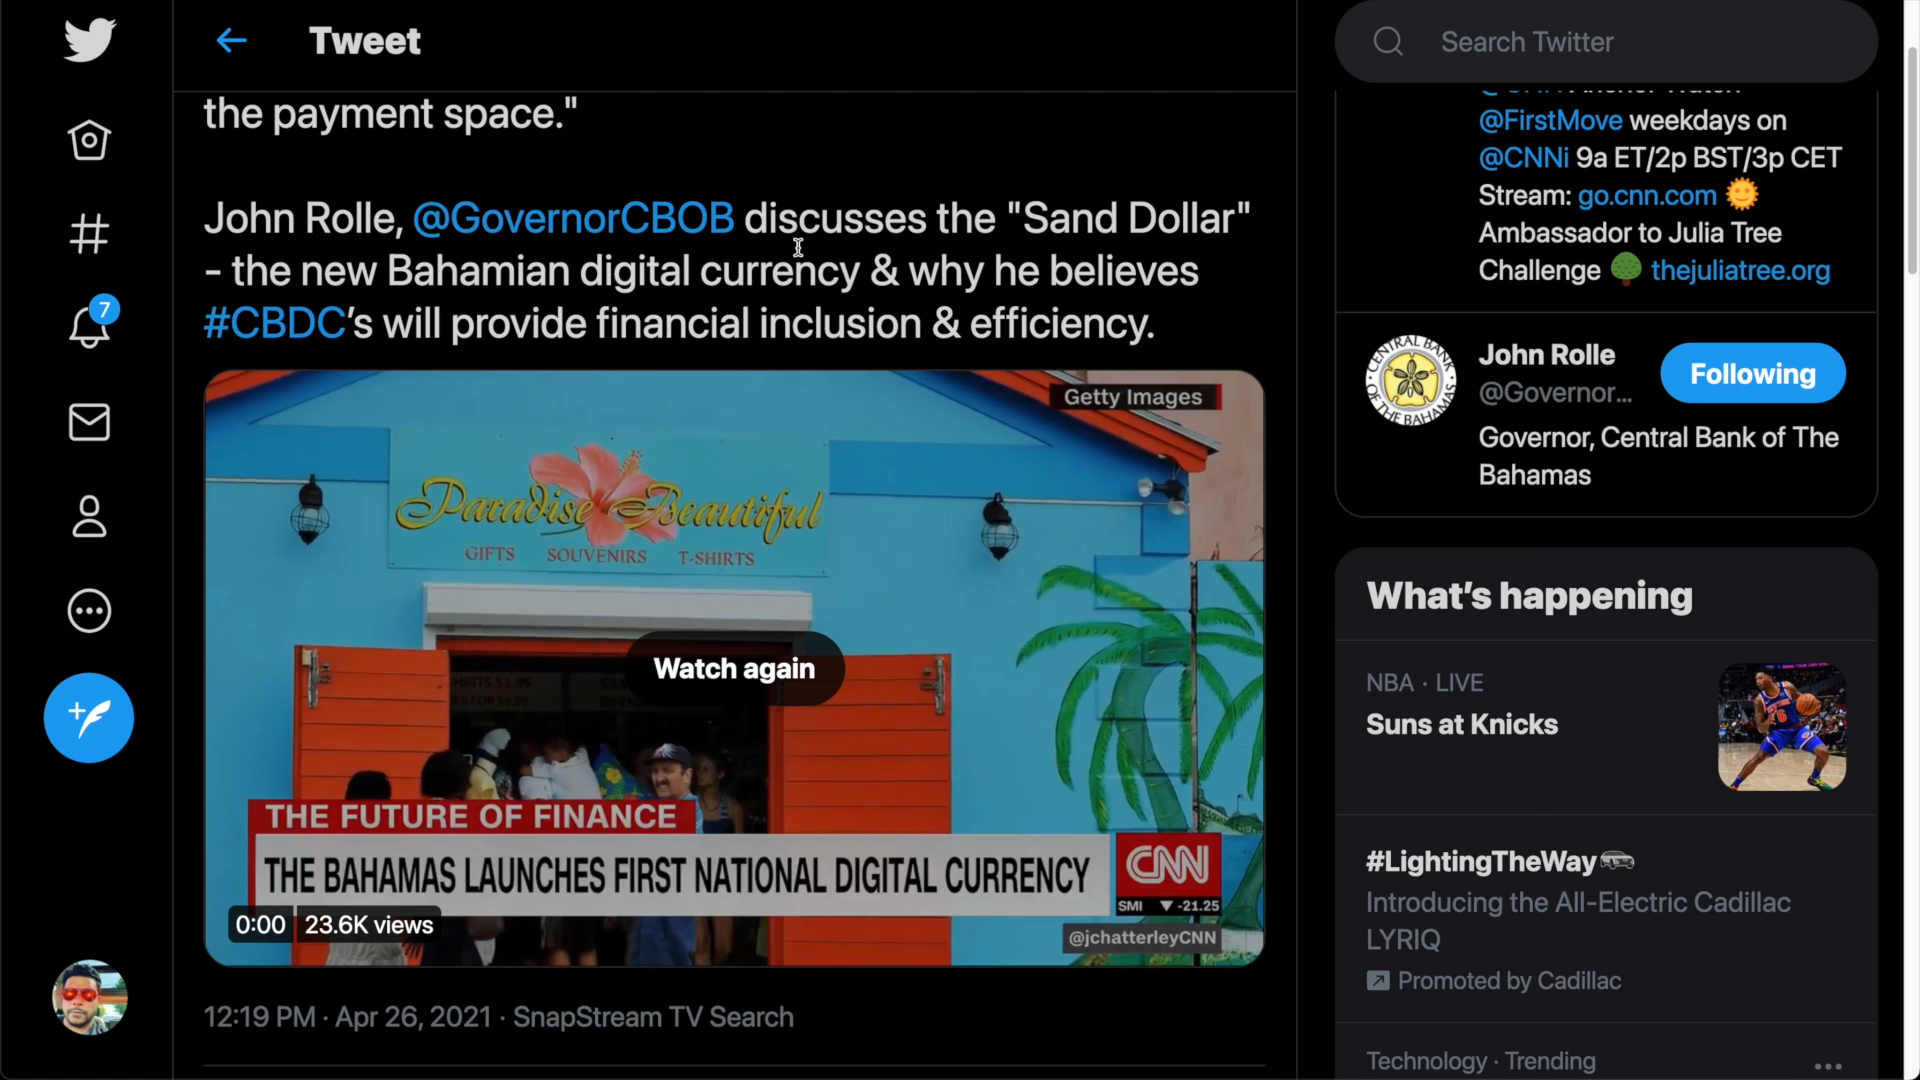 Tweet
the payment space."
John Rolle, @GovernorCBOB discusses the "Sand Dollar"
- the new Bahamian digital currency & why he believes
#CBDC’s will provide financial inclusion & efficiency.
Getty Images
Paradise Beautiful
GIFTS SOUVENIRS T-SHIRTS
Watch again
THE FUTURE OF FINANCE
THE BAHAMAS LAUNCHES FIRST NATIONAL DIGITAL CURRENCY
CNN
SMI ▼ -21.25
0:00 23.6K views
@jchatterleyCNN
12:19 PM · Apr 26, 2021 · SnapStream TV Search
7
Search Twitter
@FirstMove weekdays on
@CNNi 9a ET/2p BST/3p CET
Stream: go.cnn.com
Ambassador to Julia Tree
Challenge thejuliatree.org
CENTRAL BANK OF THE BAHAMAS
John Rolle
@Governor...
Following
Governor, Central Bank of The
Bahamas
What’s happening
NBA · LIVE
Suns at Knicks
#LightingTheWay
Introducing the All-Electric Cadillac
LYRIQ
Promoted by Cadillac
Technology · Trending